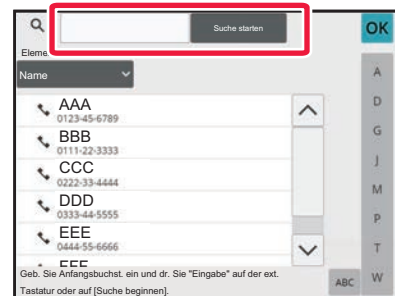 Suche starten
OK
Eleme
Name
A
AAA
0123-45-6789
D
BBB
0111-22-3333
G
CCC
0222-33-4444
J
DDD
0333-44-5555
M
EEE
0444-55-6666
P
FFF
T
Geb. Sie Anfangsbuchst. ein und dr. Sie "Eingabe" auf der ext.
Tastatur oder auf [Suche beginnen].
ABC
W